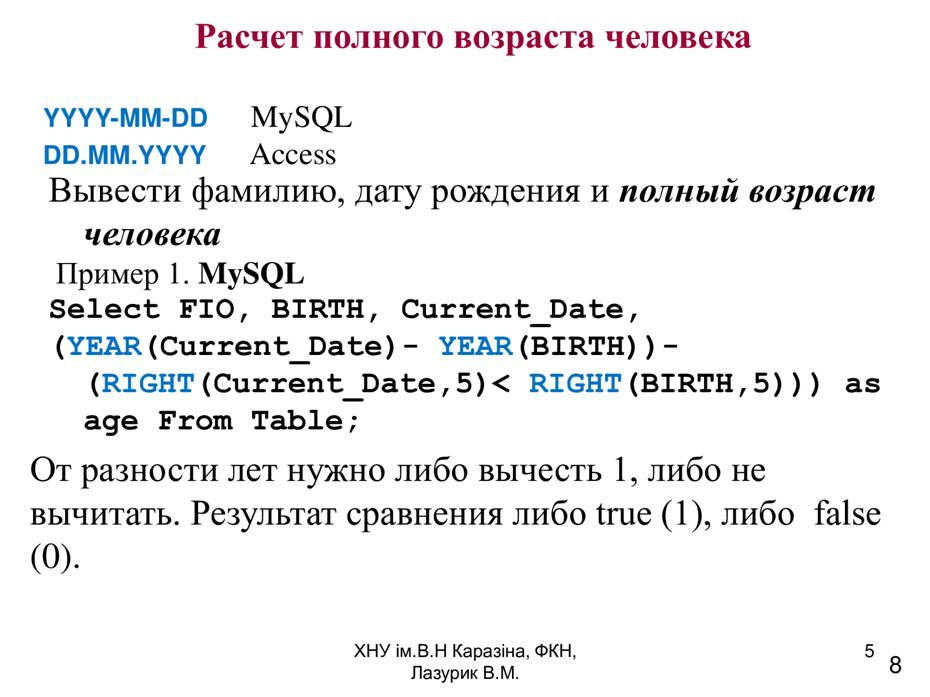 Расчет полного возраста человека
YYYY-MM-DD MySQL
DD.MM.YYYY Access
Вывести фамилию, дату рождения и полный возраст
человека
Пример 1. MySQL
Select FIO, BIRTH, Current_Date,
(YEAR(Current_Date)- YEAR(BIRTH))-
(RIGHT(Current_Date,5)< RIGHT(BIRTH,5))) as
age From Table;
От разности лет нужно либо вычесть 1, либо не
вычитать. Результат сравнения либо true (1), либо false
(0).
ХНУ ім.В.Н Каразіна, ФКН,
Лазурик В.М.
5
8